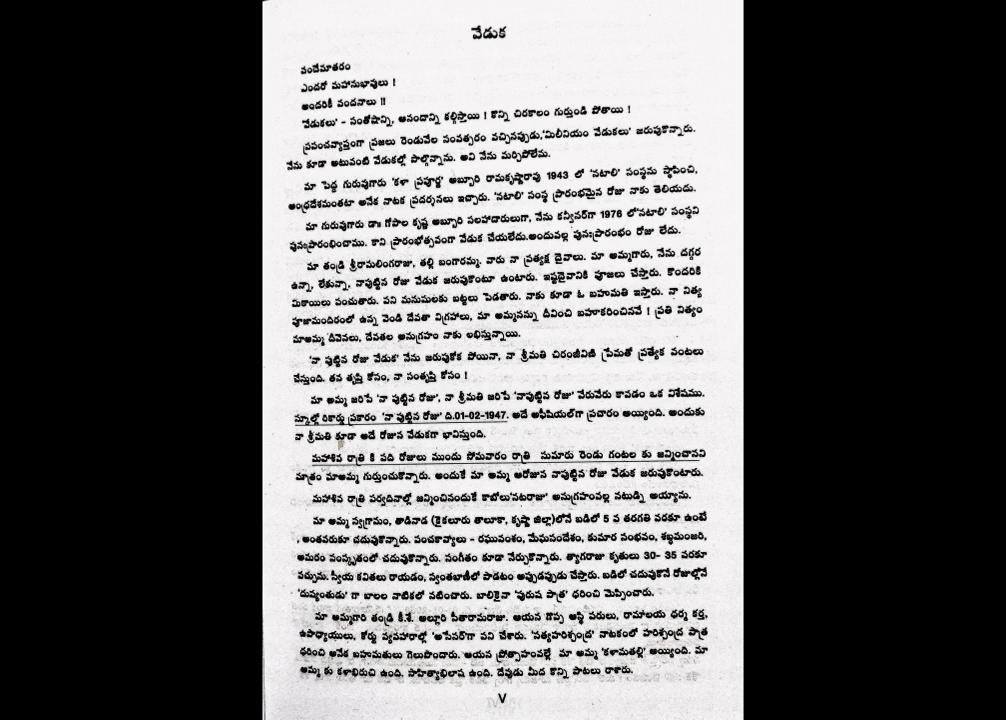 వేడుక
వందేమాతరం
ఎందరో మహానుభావులు !
అందరికీ వందనాలు !!
'వేడుకలు' - సంతోషాన్ని, ఆనందాన్ని కల్గిస్తాయి ! కొన్ని చిరకాలం గుర్తుండి పోతాయి !
ప్రపంచవ్యాప్తంగా ప్రజలు రెండువేల సంవత్సరం వచ్చినప్పుడు,'మిలీనియం వేడుకలు' జరుపుకొన్నారు.
నేను కూడా అటువంటి వేడుకల్లో పాల్గొన్నాను. అవి నేను మర్చిపోలేను.
మా పెద్ద గురువుగారు 'కళా ప్రపూర్ణ' అబ్బూరి రామకృష్ణారావు 1943 లో 'నటాలి' సంస్థను స్థాపించి,
ఆంధ్రదేశమంతటా అనేక నాటక ప్రదర్శనలు ఇచ్చారు. 'నటాలి' సంస్థ ప్రారంభమైన రోజు నాకు తెలియదు.
మా గురువుగారు డాః గోపాల కృష్ణ అబ్బూరి సలహాదారులుగా, నేను కన్వీనర్‌గా 1976 లో'నటాలి' సంస్థని
పునఃప్రారంభించాము. కాని ప్రారంభోత్సవంగా వేడుక చేయలేదు.అందువల్ల పునఃప్రారంభం రోజు లేదు.
మా తండ్రి శ్రీరామలింగరాజు, తల్లి బంగారమ్మ. వారు నా ప్రత్యక్ష దైవాలు. మా అమ్మగారు, నేను దగ్గర
ఉన్నా, లేకున్నా, నాపుట్టిన రోజు వేడుక జరుపుకొంటూ ఉంటారు. ఇష్టదైవానికి పూజలు చేస్తారు. కొందరికి
మిఠాయిలు పంచుతారు. పని మనుషులకు బట్టలు పెడతారు. నాకు కూడా ఓ బహుమతి ఇస్తారు. నా నిత్య
పూజామందిరంలో ఉన్న వెండి దేవతా విగ్రహాలు, మా అమ్మనన్ను దీవించి బహూకరించినవే ! ప్రతి నిత్యం
మాఅమ్మ దీవెనలు, దేవతల అనుగ్రహం నాకు లభిస్తున్నాయి.
'నా పుట్టిన రోజు వేడుక' నేను జరుపుకోక పోయినా, నా శ్రీమతి చిరంజీవిని ప్రేమతో ప్రత్యేక వంటలు
చేస్తుంది. తన తృప్తి కోసం, నా సంతృప్తి కోసం !
మా అమ్మ జరిపే 'నా పుట్టిన రోజు', నా శ్రీమతి జరిపే 'నాపుట్టిన రోజు' వేరువేరు కావడం ఒక విశేషము.
స్కూల్లో రికార్డు ప్రకారం 'నా పుట్టిన రోజు' ది.01-02-1947. అదే అఫీషియల్‌గా ప్రచారం అయ్యింది. అందుకు
నా శ్రీమతి కూడా అదే రోజున వేడుకగా భావిస్తుంది.
మహాశివ రాత్రి కి పది రోజులు ముందు సోమవారం రాత్రి సుమారు రెండు గంటల కు జన్మించానని
మాత్రం మాఅమ్మ గుర్తుంచుకొన్నారు. అందుకే మా అమ్మ ఆరోజున నాపుట్టిన రోజు వేడుక జరుపుకొంటారు.
మహాశివ రాత్రి పర్వదినాల్లో జన్మించినందుకే కాబోలు'నటరాజు' అనుగ్రహంవల్ల నటుడ్ని అయ్యాను.
మా అమ్మ స్వగ్రామం, తాడినాడ (కైకలూరు తాలూకా, కృష్ణా జిల్లా)లోనే బడిలో 5 వ తరగతి వరకూ ఉంటే
, అంతవరుకూ చదువుకొన్నారు. పంచకావ్యాలు - రఘువంశం, మేఘసందేశం, కుమార సంభవం, శబ్దమంజరి,
అమరం సంస్కృతంలో చదువుకొన్నారు. సంగీతం కూడా నేర్చుకొన్నారు. త్యాగరాజు కృతులు 30- 35 వరకూ
వచ్చును. స్వీయ కవితలు రాయడం, స్వంతబాణీలో పాడటం అప్పుడప్పుడు చేస్తారు. బడిలో చదువుకొనే రోజుల్లోనే
'దుష్యంతుడు' గా బాలల నాటికలో నటించారు. బాలికైనా 'పురుష పాత్ర' ధరించి మెప్పించారు.
మా అమ్మగారి తండ్రి కీ.శే. అల్లూరి సీతారామరాజు. ఆయన గొప్ప ఆస్థి పరులు, రామాలయ ధర్మ కర్త,
ఉపాధ్యాయులు, కోర్టు వ్యవహారాల్లో 'అసేసర్‌'గా పని చేశారు. 'సత్యహరిశ్చంద్ర' నాటకంలో హరిశ్చంద్ర పాత్ర
ధరించి అనేక బహుమతులు గెలుపొందారు. ఆయన ప్రోత్సాహంవల్లే మా అమ్మ 'కళామతల్లి' అయ్యింది. మా
అమ్మ కు కళాభిరుచి ఉంది. సాహిత్యాభిలాష ఉంది. దేవుడు మీద కొన్ని పాటలు రాశారు.
V